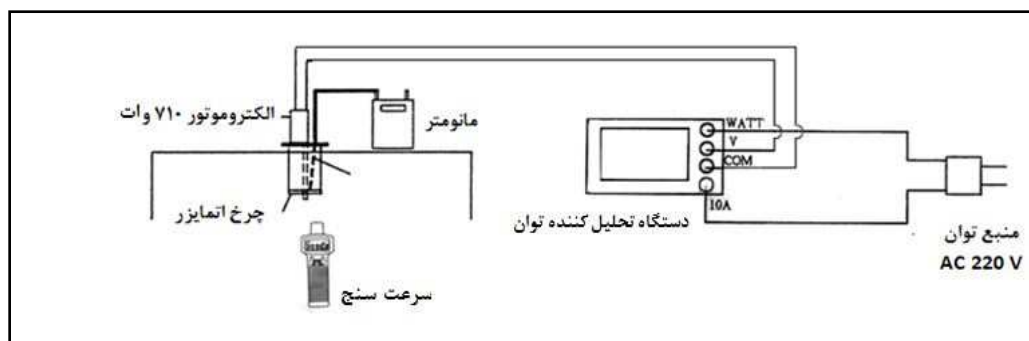 الکتروموتور ۷۱۰ وات
مانومتر
چرخ اتمایزر
سرعت سنج
WATT
V
COM
10A
دستگاه تحلیل کننده توان
منبع توان
AC 220 V